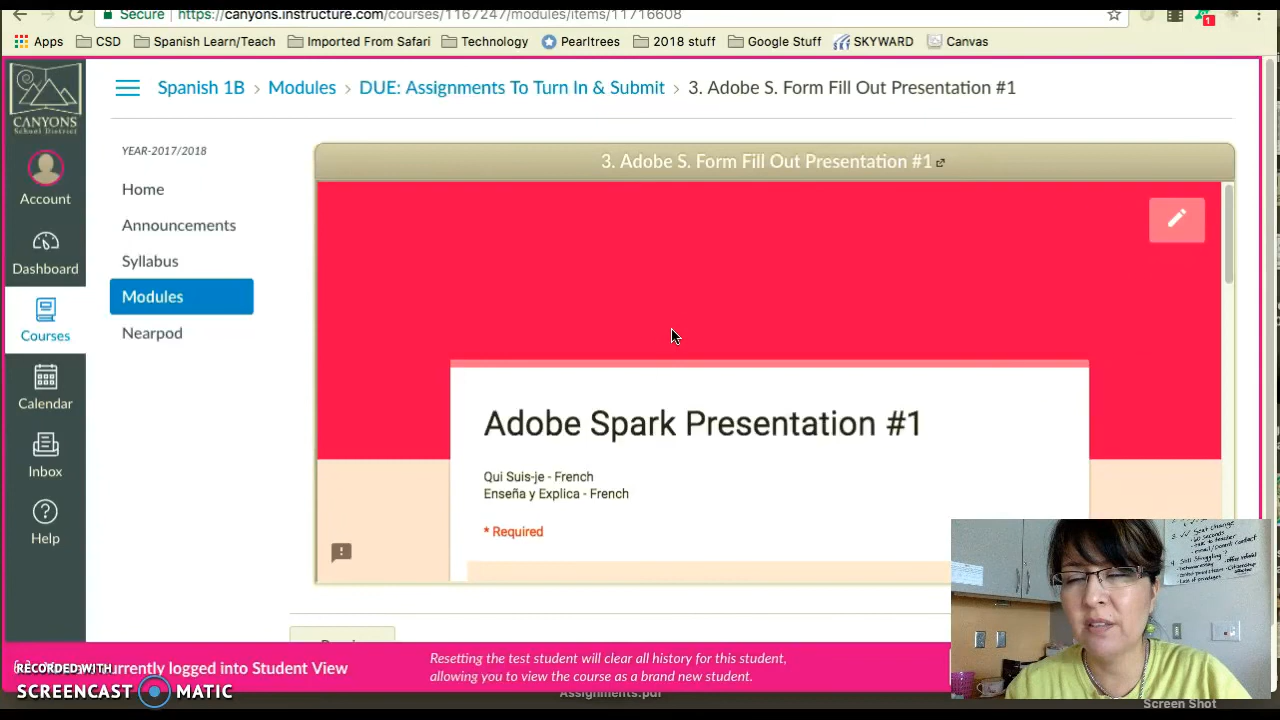 Secure https://canyons.instructure.com/courses/1167247/modules/items/11716608
Apps CSD Spanish Learn/Teach Imported From Safari Technology Pearltrees 2018 stuff Google Stuff SKYWARD Canvas
CANYONS
School District
Spanish 1B > Modules > DUE: Assignments To Turn In & Submit > 3. Adobe S. Form Fill Out Presentation #1
YEAR-2017/2018
Home
Announcements
Syllabus
Modules
Nearpod
Account
Dashboard
Courses
Calendar
Inbox
Help
3. Adobe S. Form Fill Out Presentation #1
Adobe Spark Presentation #1
Qui Suis-je - French
Enseña y Explica - French
* Required
currently logged into Student View
Resetting the test student will clear all history for this student,
allowing you to view the course as a brand new student.
RECORDED WITH
SCREENCAST MATIC
Assignments.pdf
Screen Shot